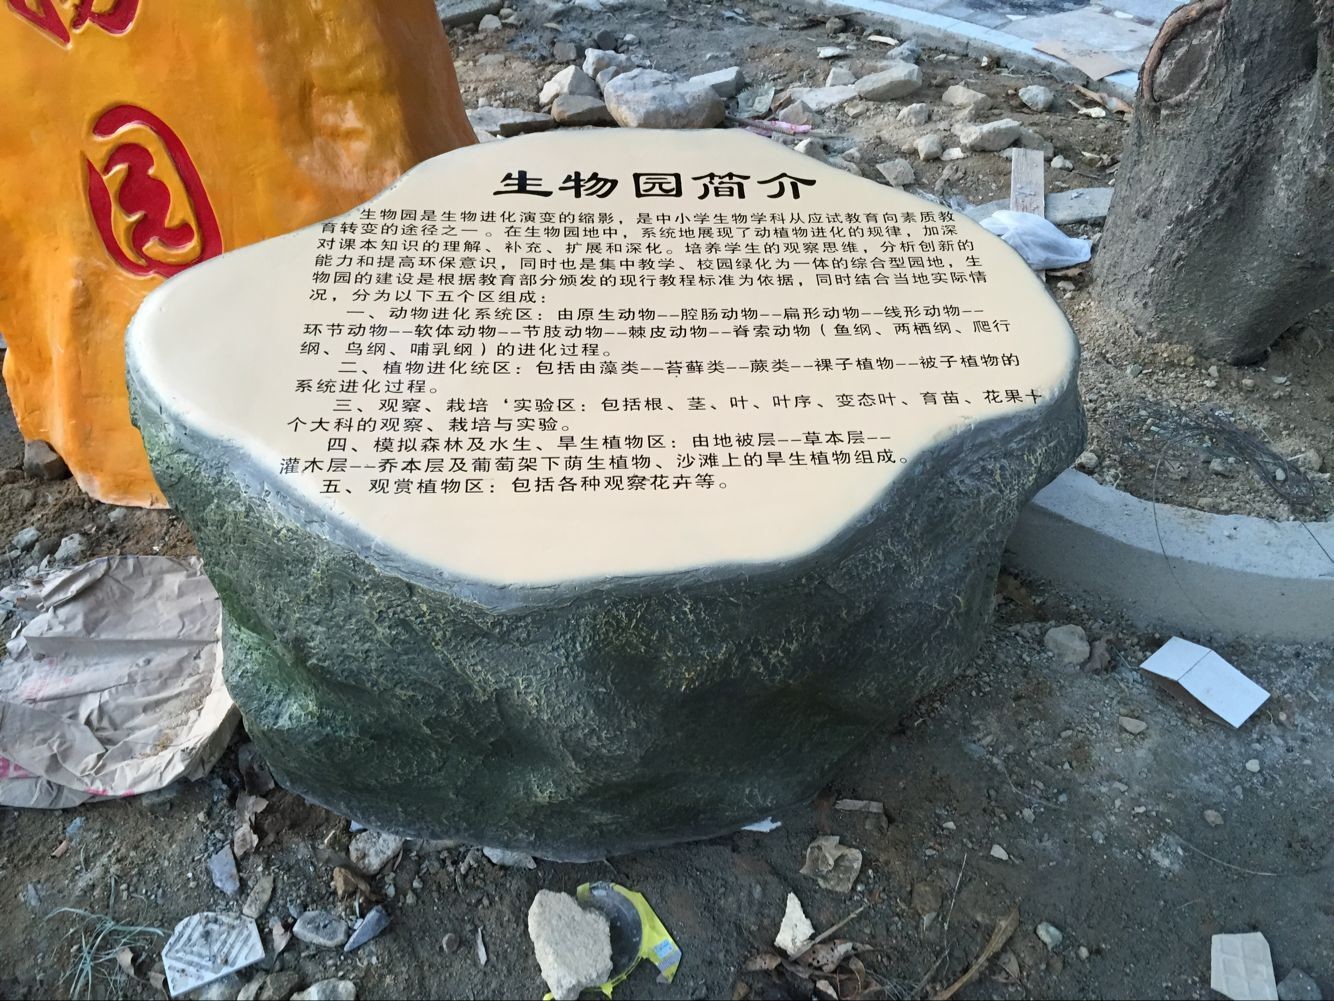 园
生物园简介
生物园是生物进化演变的缩影，是中小学生物学科从应试教育向素质教
育转变的途径之一。在生物园地中，系统地展现了动植物进化的规律，加深
对课本知识的理解、补充、扩展和深化。培养学生的观察思维，分析创新的
能力和提高环保意识，同时也是集中教学、校园绿化为一体的综合型园地，生
物园的建设是根据教育部分颁发的现行教程标准为依据，同时结合当地实际情
况，分为以下五个区组成：
一、动物进化系统区：由原生动物--腔肠动物--扁形动物--线形动物--
环节动物--软体动物--节肢动物--棘皮动物--脊索动物（鱼纲、两栖纲、爬行
纲、鸟纲、哺乳纲）的进化过程。
二、植物进化统区：包括由藻类--苔藓类--蕨类--裸子植物--被子植物的
系统进化过程。
三、观察、栽培‘实验区：包括根、茎、叶、叶序、变态叶、育苗、花果卡
个大科的观察、栽培与实验。
四、模拟森林及水生、旱生植物区：由地被层--草本层--
灌木层--乔本层及葡萄架下荫生植物、沙滩上的旱生植物组成。
五、观赏植物区：包括各种观察花卉等。